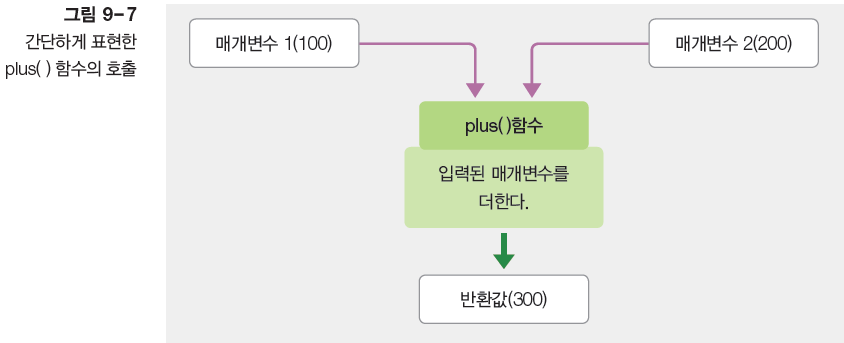 그림 9-7
간단하게 표현한
plus( ) 함수의 호출
매개변수 1(100)
매개변수 2(200)
plus( )함수
입력된 매개변수를
더한다.
반환값(300)